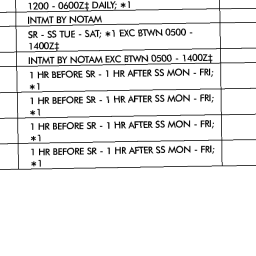 1200 - 0600Z‡ DAILY; *1
INTMT BY NOTAM
SR - SS TUE - SAT; *1 EXC BTWN 0500 -
1400Z‡
INTMT BY NOTAM EXC BTWN 0500 - 1400Z‡
1 HR BEFORE SR - 1 HR AFTER SS MON - FRI;
*1
1 HR BEFORE SR - 1 HR AFTER SS MON - FRI;
*1
1 HR BEFORE SR - 1 HR AFTER SS MON - FRI;
*1
1 HR BEFORE SR - 1 HR AFTER SS MON - FRI;
*1